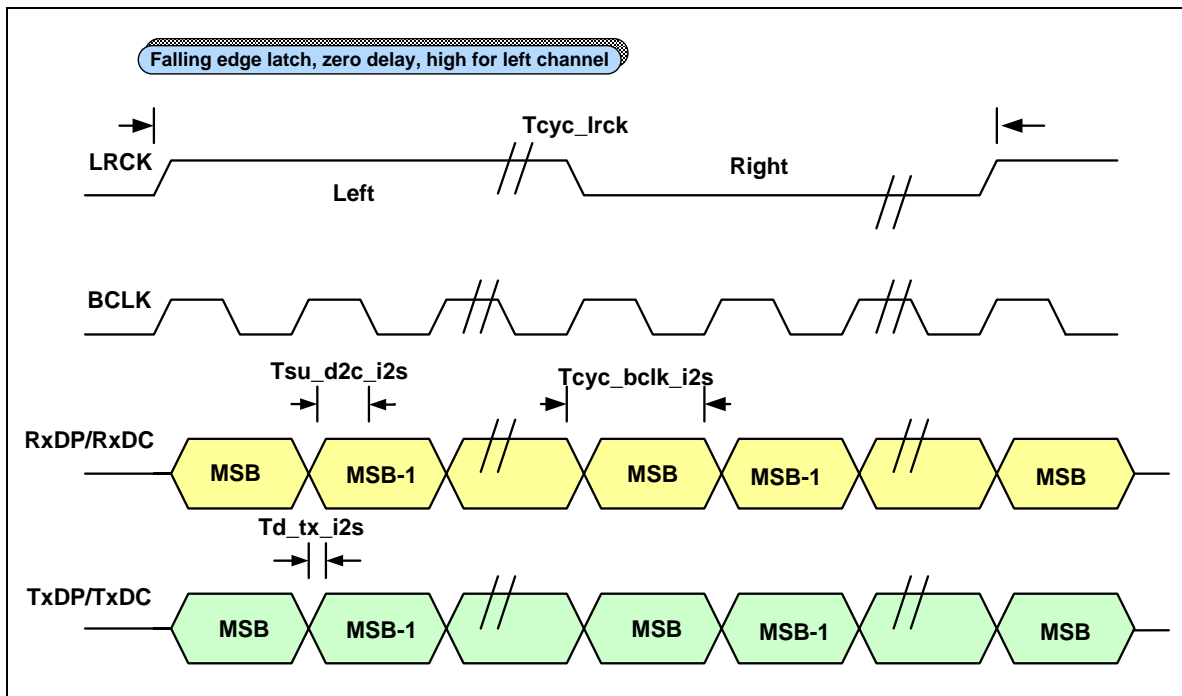 Falling edge latch, zero delay, high for left channel
Tcyc_lrck
LRCK
Left
Right
BCLK
Tsu_d2c_i2s
Tcyc_bclk_i2s
RxDP/RxDC
MSB
MSB-1
MSB
MSB-1
MSB
Td_tx_i2s
TxDP/TxDC
MSB
MSB-1
MSB
MSB-1
MSB